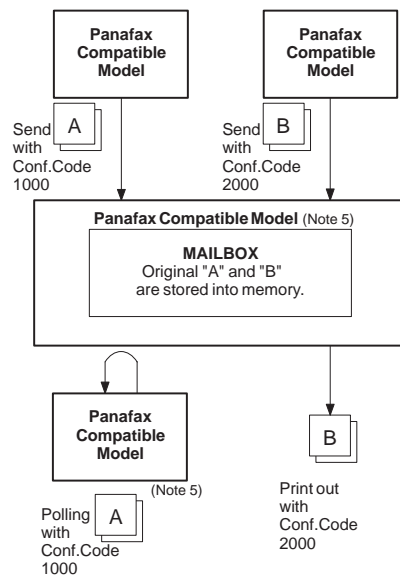 Panafax
Compatible
Model
Panafax
Compatible
Model
Send
with
Conf.Code
1000
A
Send
with
Conf.Code
2000
B
Panafax Compatible Model (Note 5)
MAILBOX
Original "A" and "B"
are stored into memory.
Panafax
Compatible
Model
(Note 5)
Polling
with
Conf.Code
1000
A
B
Print out
with
Conf.Code
2000